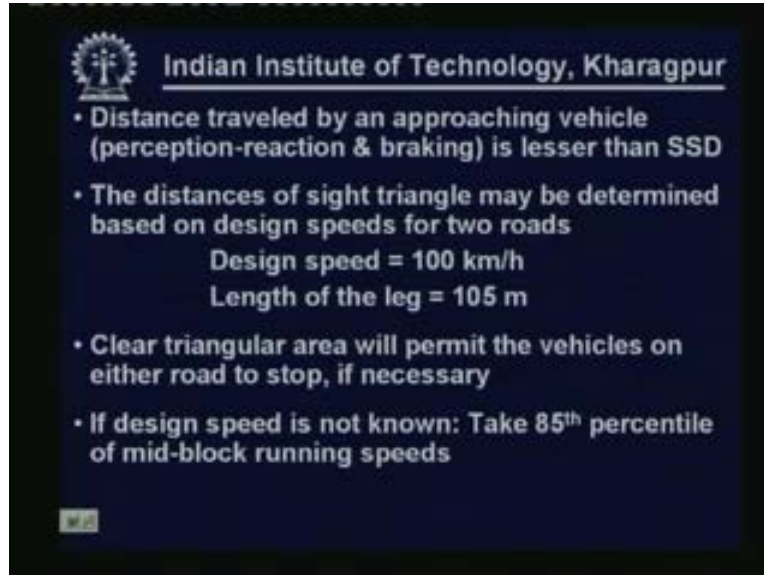 Indian Institute of Technology, Kharagpur
• Distance traveled by an approaching vehicle
(perception-reaction & braking) is lesser than SSD
• The distances of sight triangle may be determined
based on design speeds for two roads
Design speed = 100 km/h
Length of the leg = 105 m
• Clear triangular area will permit the vehicles on
either road to stop, if necessary
• If design speed is not known: Take 85th percentile
of mid-block running speeds